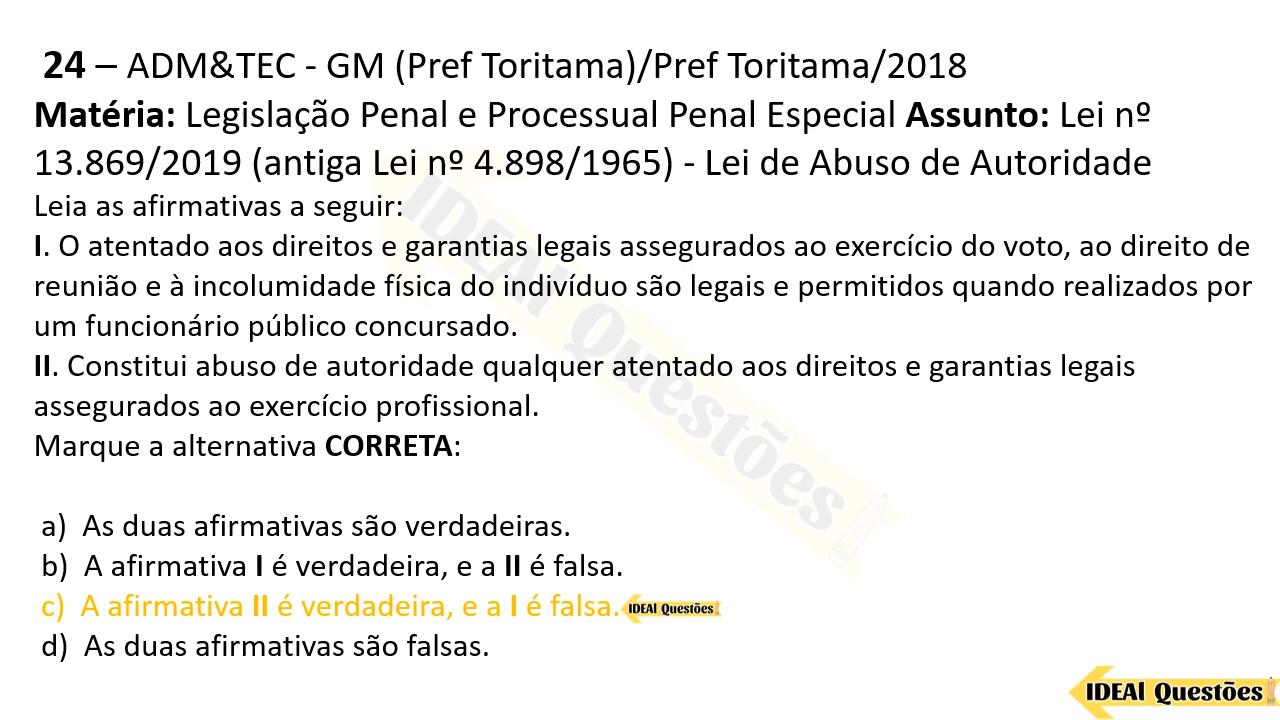 24 – ADM&TEC - GM (Pref Toritama)/Pref Toritama/2018
Matéria: Legislação Penal e Processual Penal Especial Assunto: Lei nº
13.869/2019 (antiga Lei nº 4.898/1965) - Lei de Abuso de Autoridade
Leia as afirmativas a seguir:
I. O atentado aos direitos e garantias legais assegurados ao exercício do voto, ao direito de
reunião e à incolumidade física do indivíduo são legais e permitidos quando realizados por
um funcionário público concursado.
II. Constitui abuso de autoridade qualquer atentado aos direitos e garantias legais
assegurados ao exercício profissional.
Marque a alternativa CORRETA:
a) As duas afirmativas são verdadeiras.
b) A afirmativa I é verdadeira, e a II é falsa.
c) A afirmativa II é verdadeira, e a I é falsa. IDEAl Questões
d) As duas afirmativas são falsas.
IDEAl Questões
IDEAl Questões